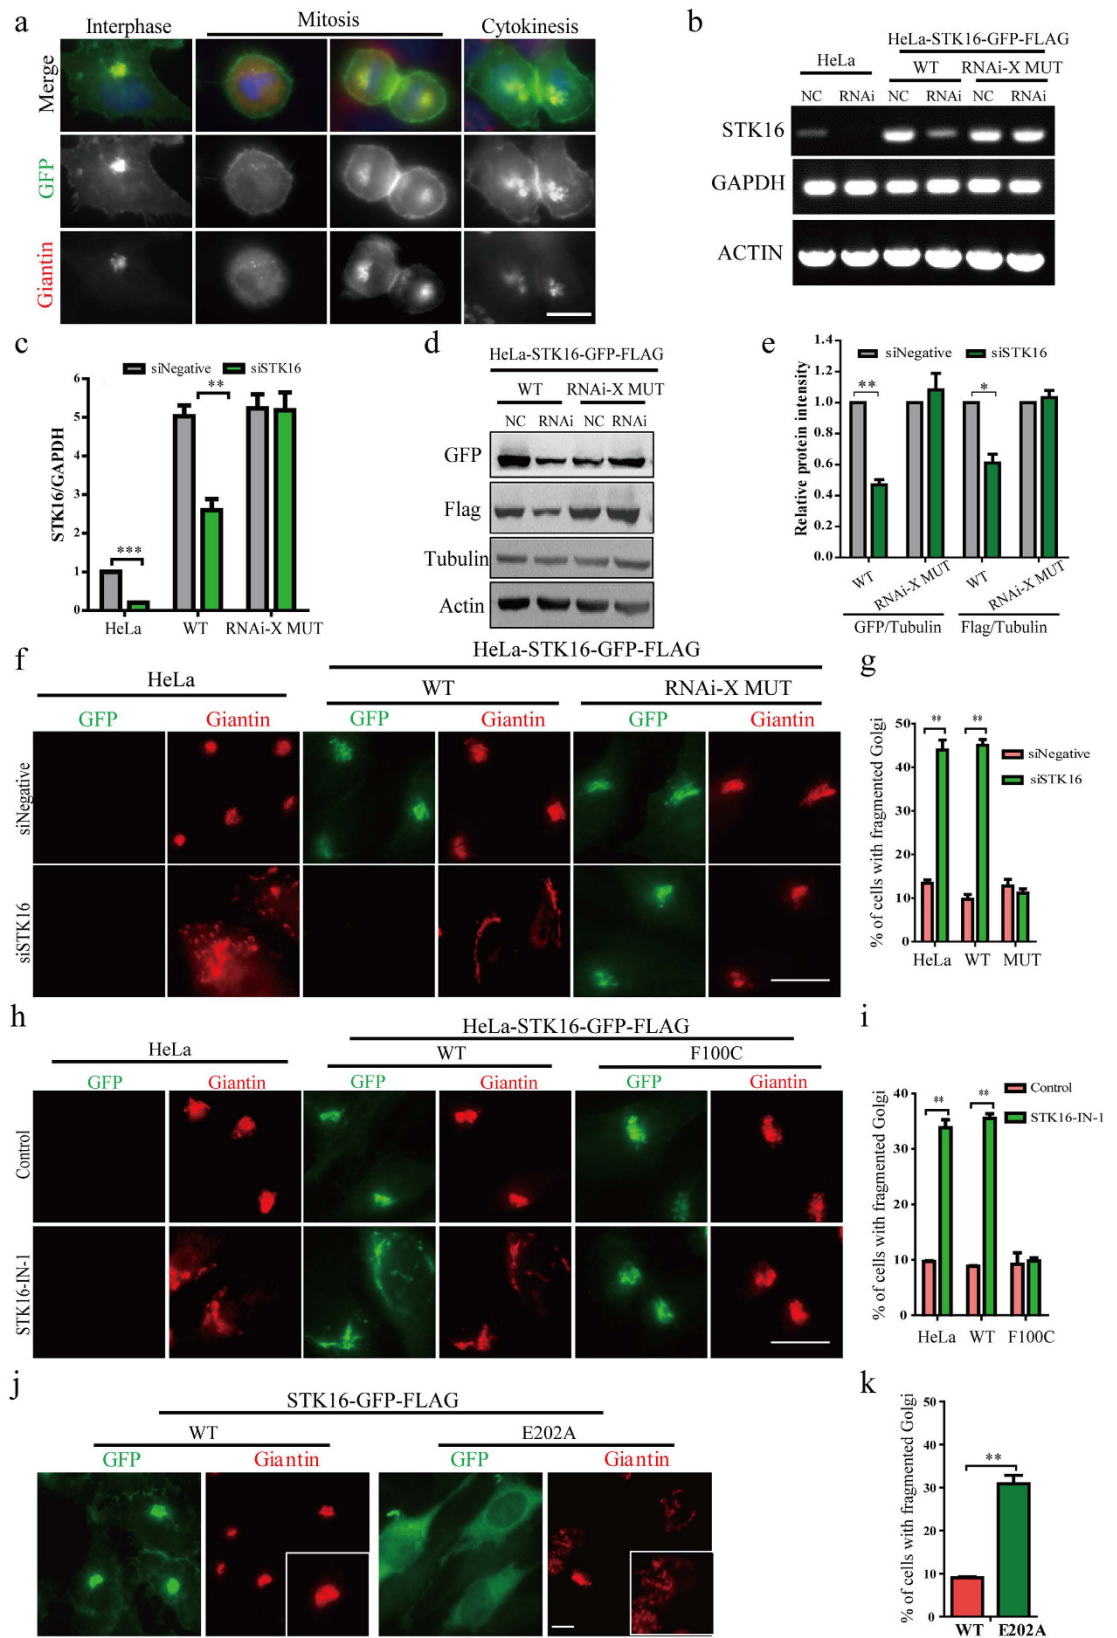 a
Interphase
Mitosis
Cytokinesis
Merge
GFP
Giantin
b
HeLa-STK16-GFP-FLAG
HeLa
WT
RNAi-X MUT
NC RNAi NC RNAi NC RNAi
STK16
GAPDH
ACTIN
c
siNegative
siSTK16
STK16/GAPDH
6
5
4
3
2
1
0
***
**
HeLa WT RNAi-X MUT
d
HeLa-STK16-GFP-FLAG
WT RNAi-X MUT
NC RNAi NC RNAi
GFP
Flag
Tubulin
Actin
e
siNegative
siSTK16
Relative protein intensity
1.4
1.2
1.0
0.8
0.6
0.4
0.2
0.0
**
*
WT RNAi-X MUT WT RNAi-X MUT
GFP/Tubulin Flag/Tubulin
f
HeLa-STK16-GFP-FLAG
HeLa
WT
RNAi-X MUT
GFP Giantin GFP Giantin GFP Giantin
siNegative
siSTK16
g
% of cells with fragmented Golgi
50
40
30
20
10
0
** **
siNegative
siSTK16
HeLa WT MUT
h
HeLa-STK16-GFP-FLAG
HeLa
WT
F100C
GFP Giantin GFP Giantin GFP Giantin
Control
STK16-IN-1
i
% of cells with fragmented Golgi
40
30
20
10
0
** **
Control
STK16-IN-1
HeLa WT F100C
j
STK16-GFP-FLAG
WT
E202A
GFP Giantin GFP Giantin
k
% of cells with fragmented Golgi
50
40
30
20
10
0
**
WT E202A